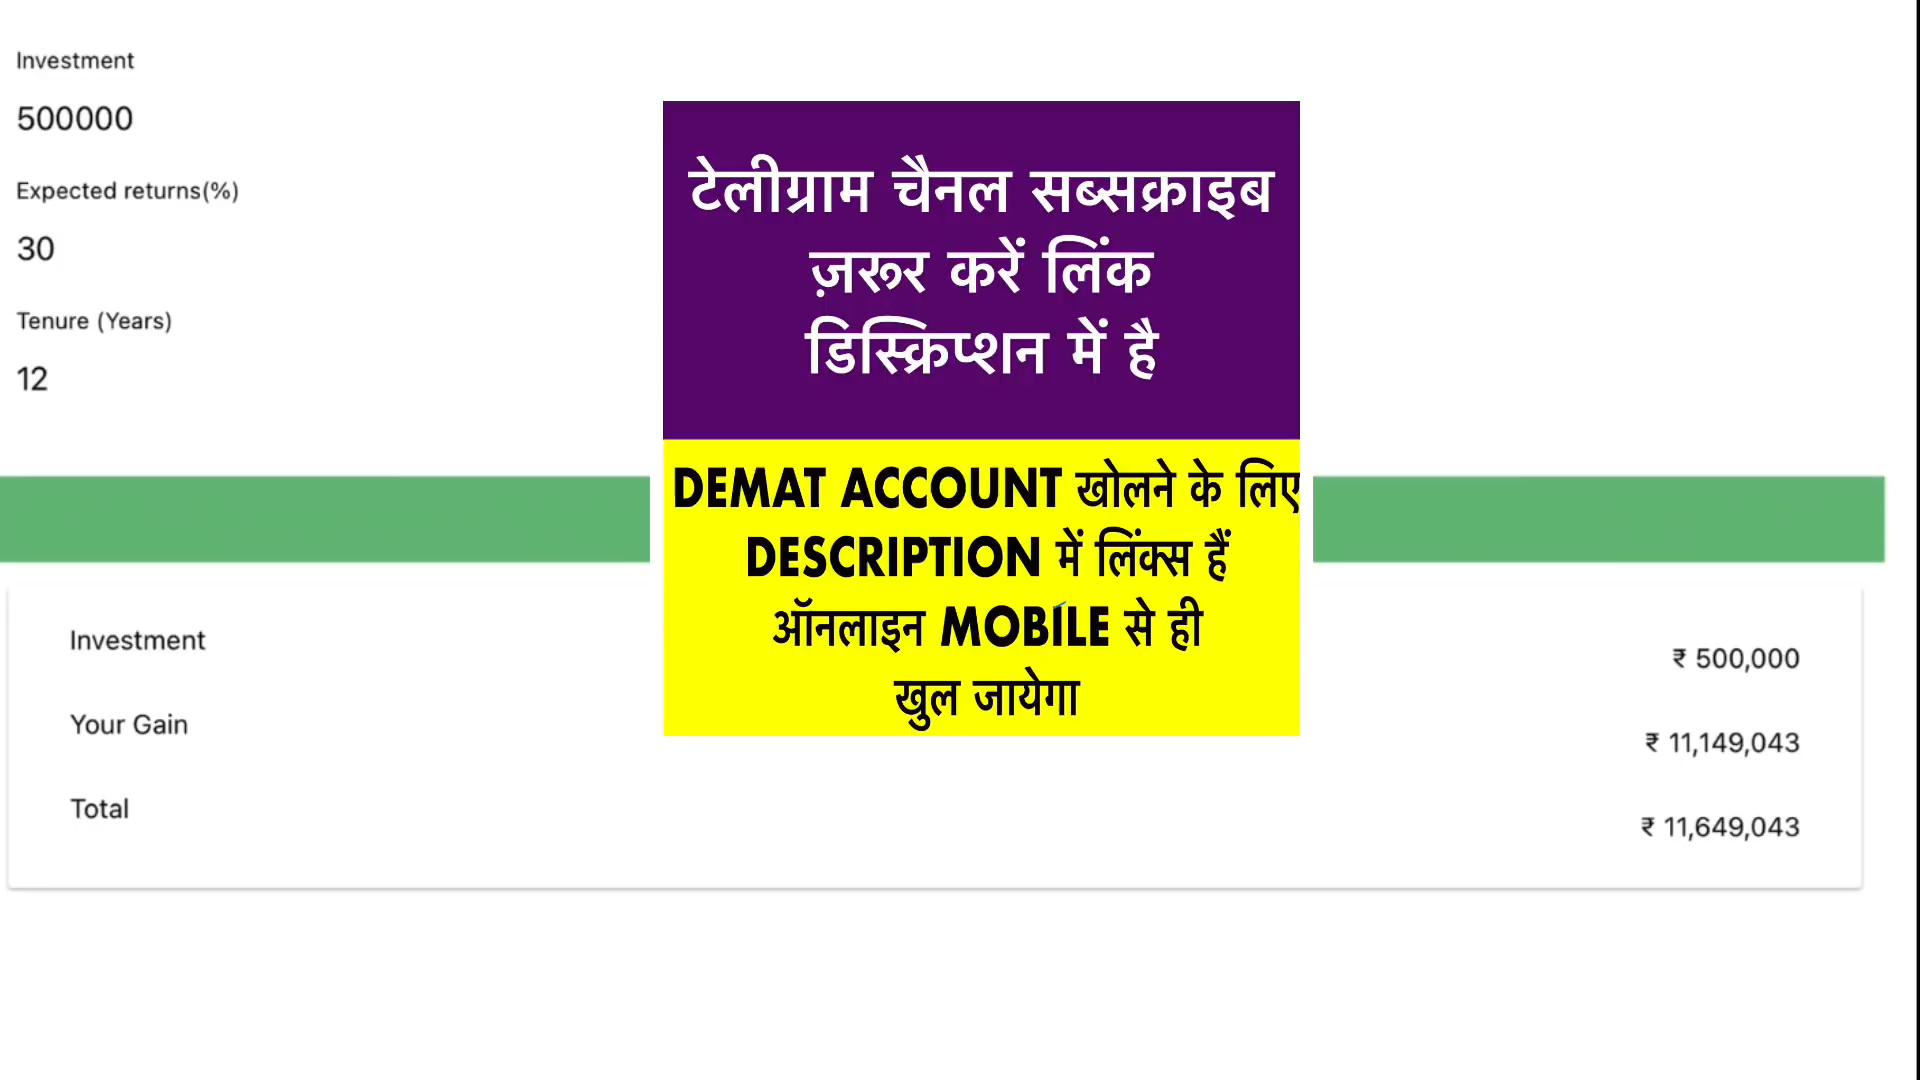 Investment
500000
Expected returns(%)
30
Tenure (Years)
12
टेलीग्राम चैनल सब्सक्राइब
ज़रूर करें लिंक
डिस्क्रिप्शन में है
DEMAT ACCOUNT खोलने के लिए
DESCRIPTION में लिंक्स हैं
ऑनलाइन MOBILE से ही
खुल जायेगा
Investment ₹ 500,000
Your Gain ₹ 11,149,043
Total ₹ 11,649,043